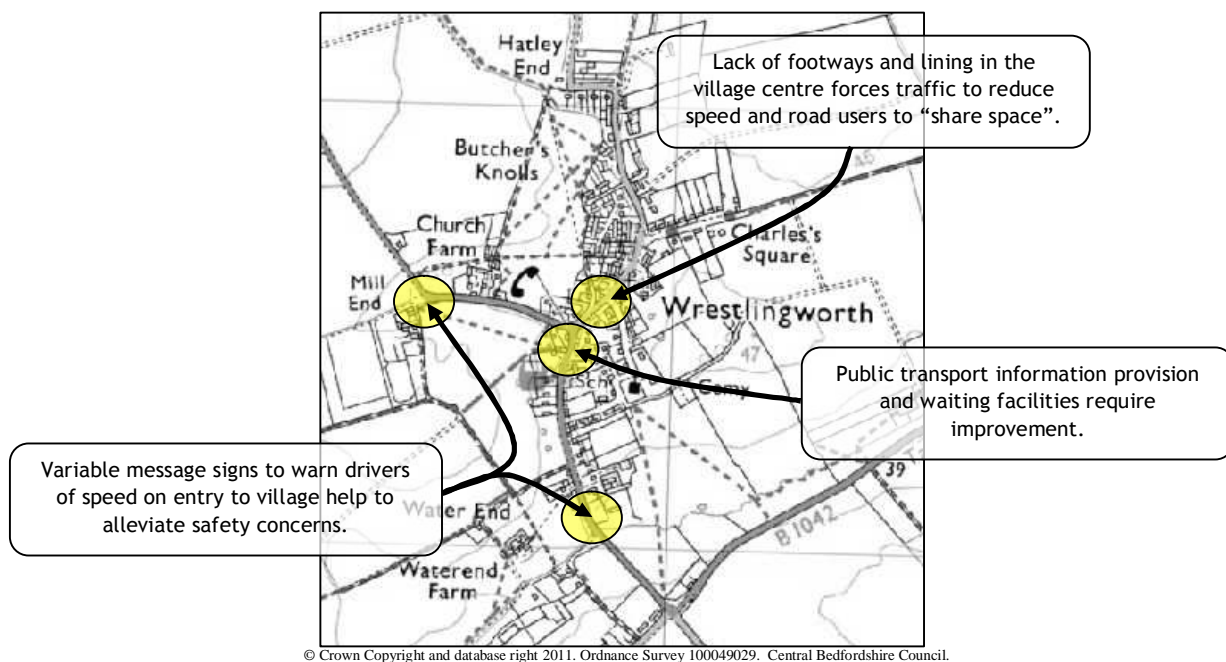 Hatley
End
Lack of footways and lining in the
village centre forces traffic to reduce
speed and road users to “share space”.
Butcher's
Knolls
46
Church
Farm
Charles's
Square
Mill
End
Wrestlingworth
47
Sch
Public transport information provision
and waiting facilities require
improvement.
Variable message signs to warn drivers
of speed on entry to village help to
alleviate safety concerns.
39
Water End
B 1042
Waterend
Farm
© Crown Copyright and database right 2011. Ordnance Survey 100049029. Central Bedfordshire Council.